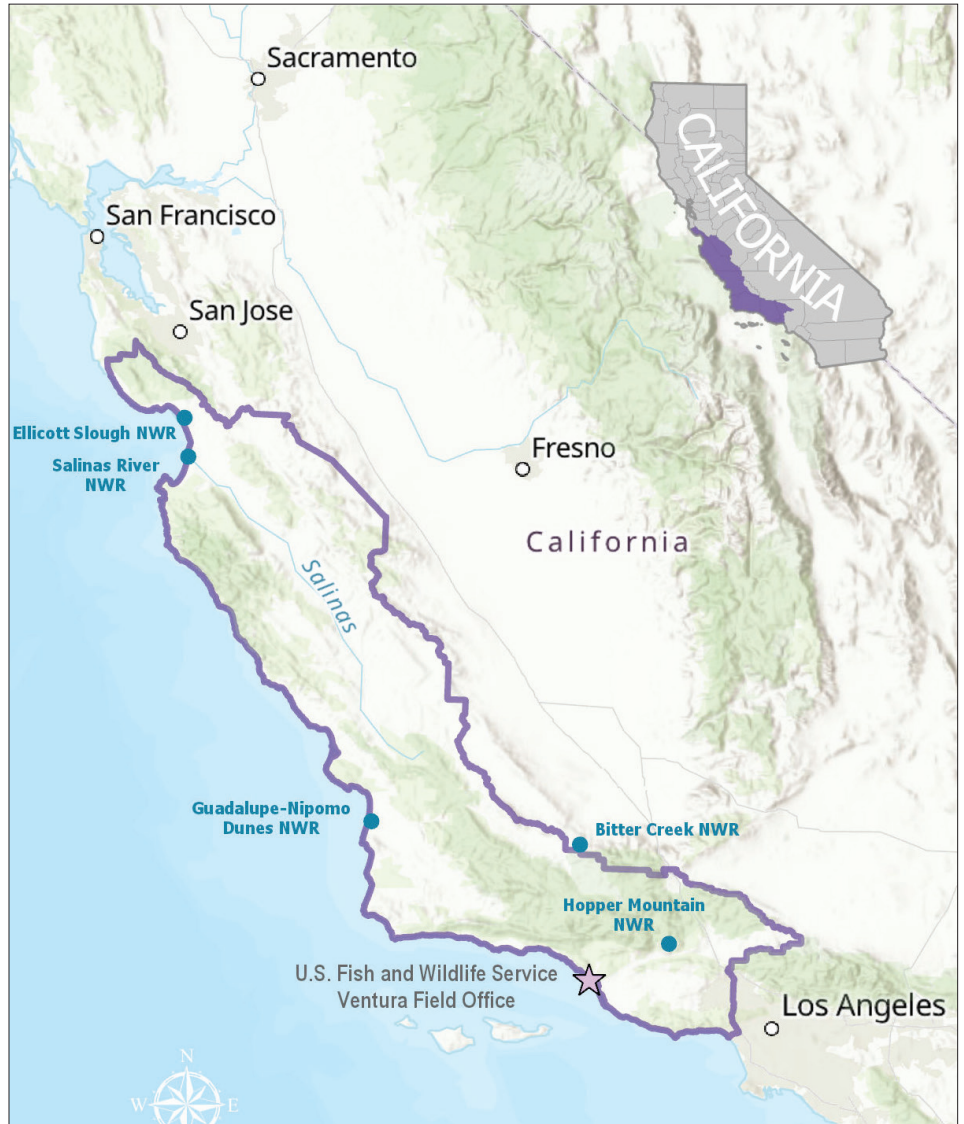 Sacramento
San Francisco
CALIFORNIA
San Jose
Ellicott Slough NWR
Fresno
Salinas River
NWR
California
Salinas
Guadalupe-Nipomo
Dunes NWR
Bitter Creek NWR
Hopper Mountain
NWR
U.S. Fish and Wildlife Service
Ventura Field Office
Los Angeles
N
W
E